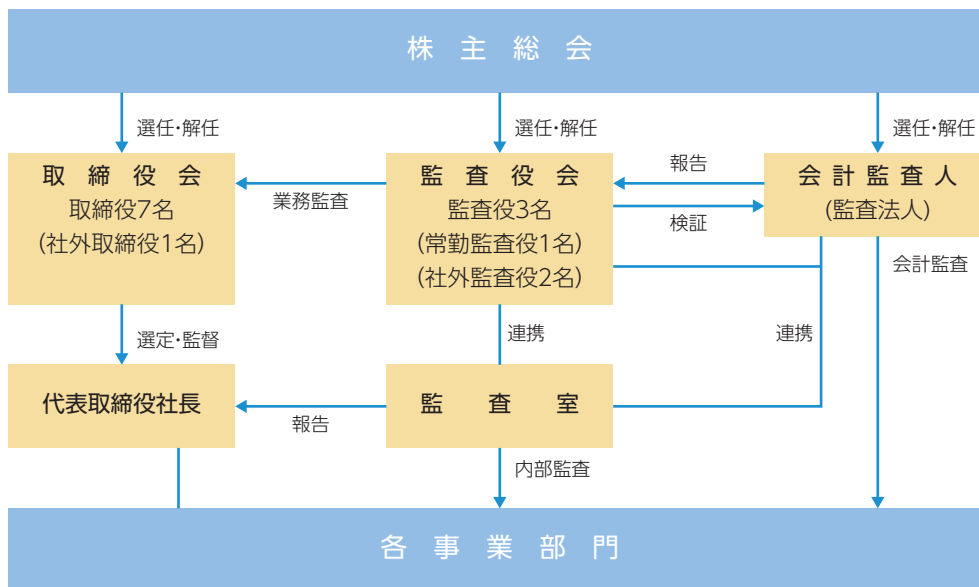 株主総会
選任・解任
選任・解任
選任・解任
取締役会
取締役7名
(社外取締役1名)
業務監査
監査役会
監査役3名
(常勤監査役1名)
(社外監査役2名)
報告
検証
会計監査人
(監査法人)
会計監査
選定・監督
連携
連携
代表取締役社長
報告
監査室
内部監査
各事業部門